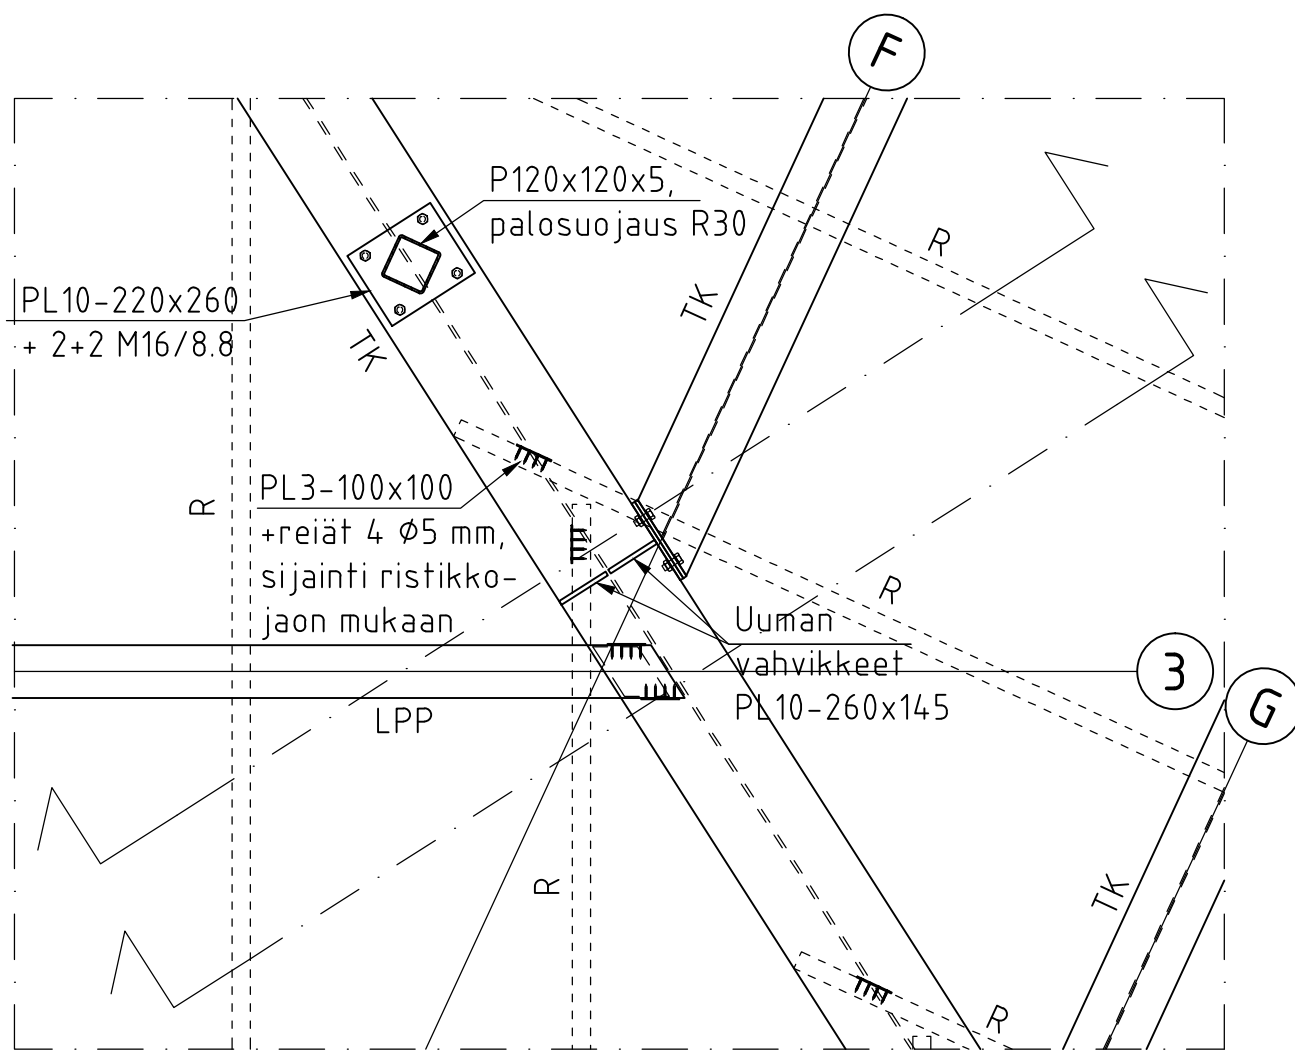 F
P120x120x5,
palosuojaus R30
R
PL10-220x260
+ 2+2 M16/8.8
TK
TK
R
PL3-100x100
+reiät 4 Ø5 mm,
sijainti ristikko-
jaon mukaan
R
Uuman
vahvikkeet
PL10-260x145
3
G
LPP
R
TK
R